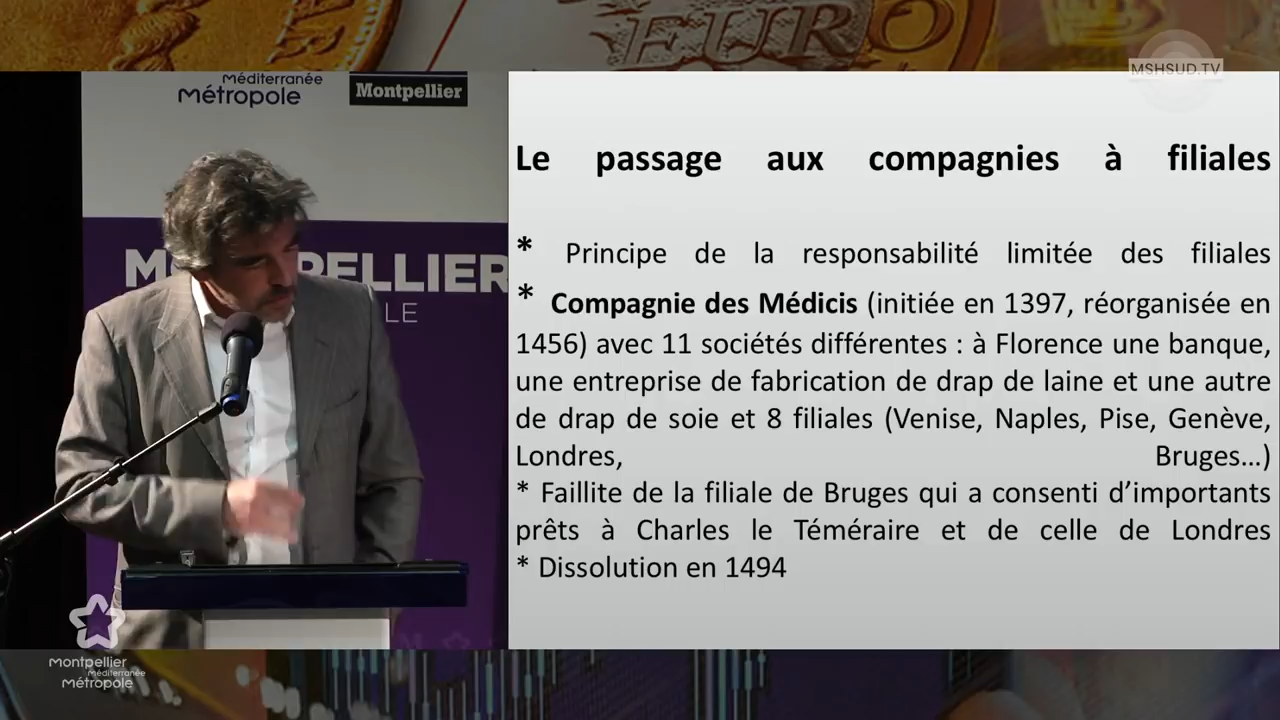 EURO
MSHSUD.TV
méditerranée
métropole
Montpellier
LE
Le passage aux compagnies à filiales
* Principe de la responsabilité limitée des filiales
* Compagnie des Médicis (initiée en 1397, réorganisée en
1456) avec 11 sociétés différentes : à Florence une banque,
une entreprise de fabrication de drap de laine et une autre
de drap de soie et 8 filiales (Venise, Naples, Pise, Genève,
Londres, Bruges…)
* Faillite de la filiale de Bruges qui a consenti d’importants
prêts à Charles le Téméraire et de celle de Londres
* Dissolution en 1494
montpellier
méditerranée
métropole